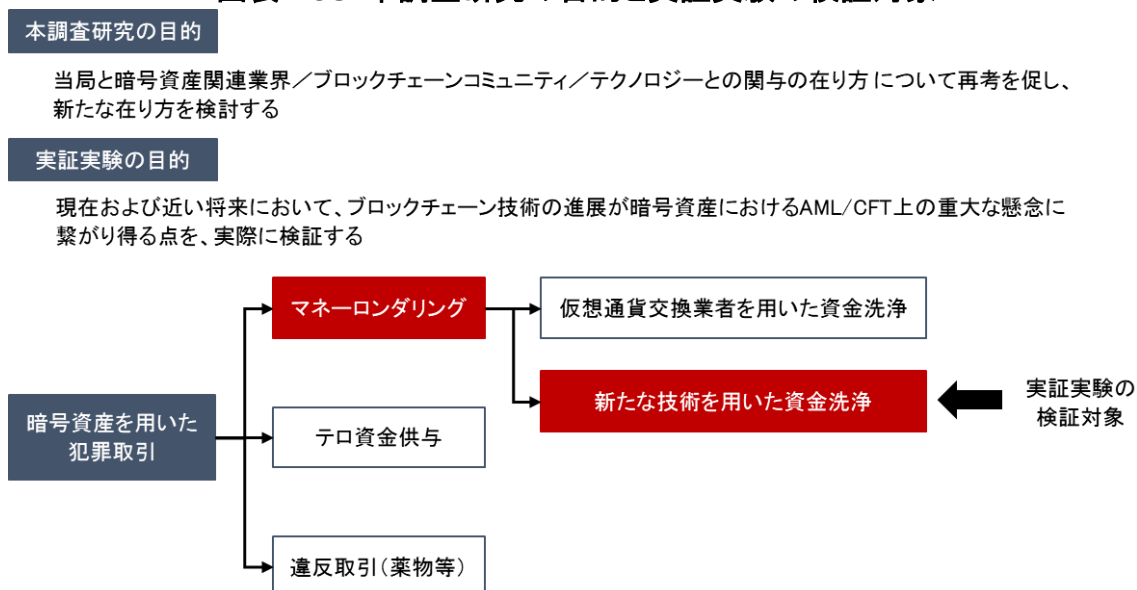 本調査研究の目的
当局と暗号資産関連業界/ブロックチェーンコミュニティ/テクノロジーとの関与の在り方について再考を促し、
新たな在り方を検討する
実証実験の目的
現在および近い将来において、ブロックチェーン技術の進展が暗号資産におけるAML/CFT上の重大な懸念に
繋がり得る点を、実際に検証する
マネーロンダリング
仮想通貨交換業者を用いた資金洗浄
新たな技術を用いた資金洗浄
実証実験の
検証対象
暗号資産を用いた
犯罪取引
テロ資金供与
違反取引(薬物等)